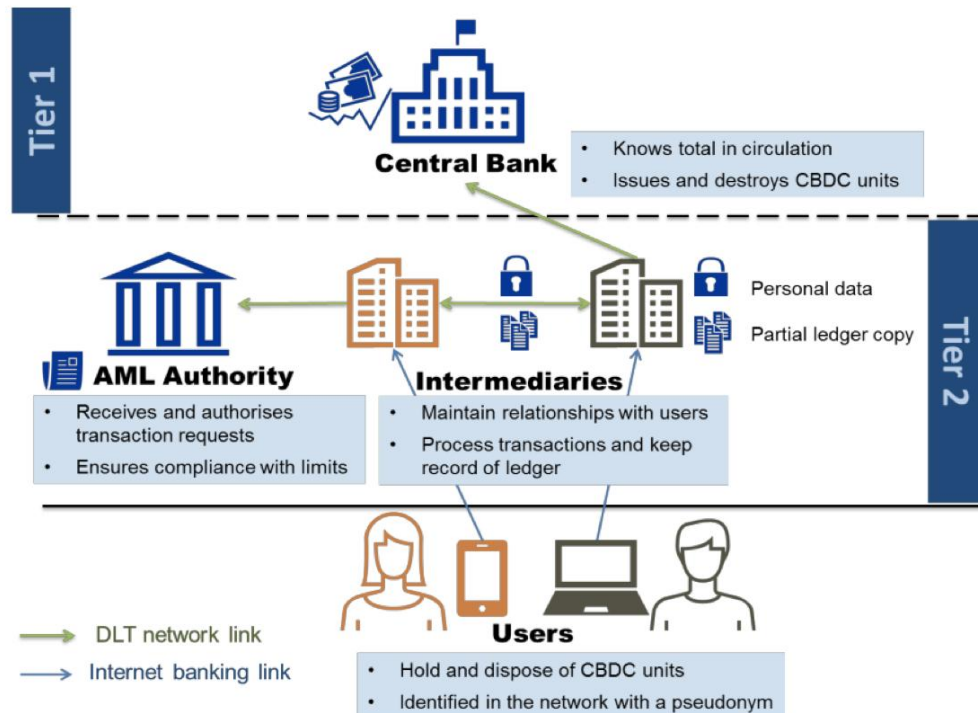 Tier 1
Central Bank
• Knows total in circulation
• Issues and destroys CBDC units
Tier 2
Personal data
Partial ledger copy
AML Authority
• Receives and authorises
transaction requests
• Ensures compliance with limits
Intermediaries
• Maintain relationships with users
• Process transactions and keep
record of ledger
Users
• Hold and dispose of CBDC units
• Identified in the network with a pseudonym
DLT network link
Internet banking link